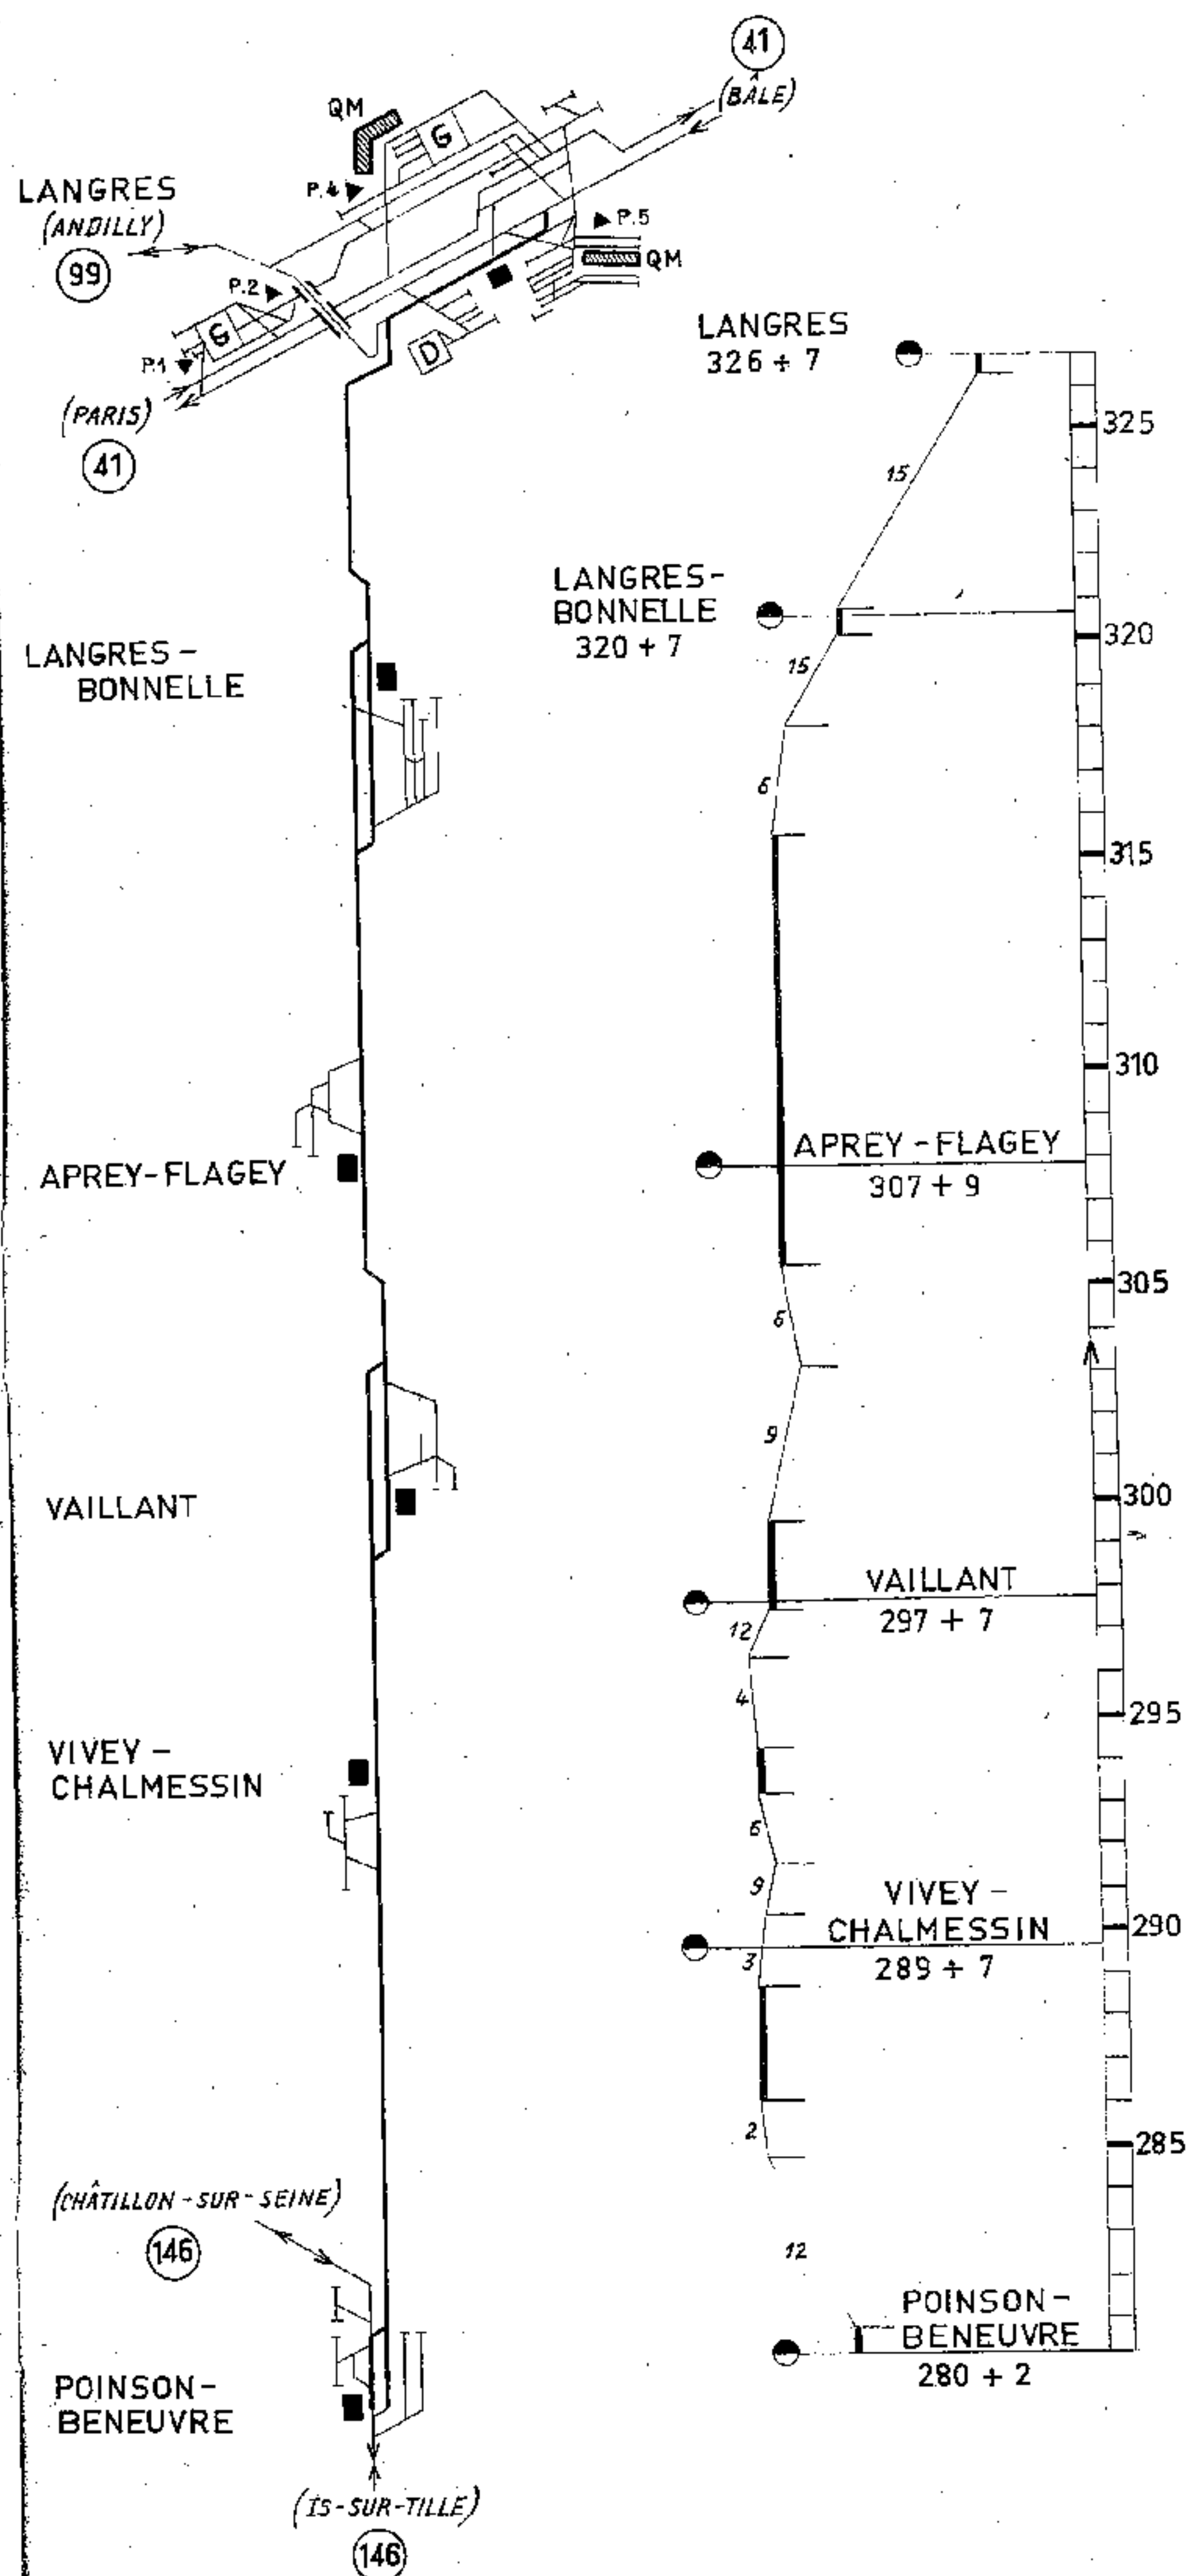 41
(BÂLE)
QM
G
LANGRES
(ANDILLY)
99
P.4
P.5
QM
P.2
G
P.1
D
(PARIS)
41
LANGRES
326 + 7
325
15
LANGRES-
BONNELLE
320 + 7
320
LANGRES -
BONNELLE
15
6
315
310
APREY-FLAGEY
APREY - FLAGEY
307 + 9
305
6
9
300
VAILLANT
VAILLANT
297 + 7
12
4
295
VIVEY -
CHALMESSIN
6
9
VIVEY -
CHALMESSIN
289 + 7
290
3
2
285
(CHÂTILLON - SUR - SEINE)
146
12
POINSON -
BENEUVRE
280 + 2
POINSON -
BENEUVRE
(IS-SUR-TILLE)
146